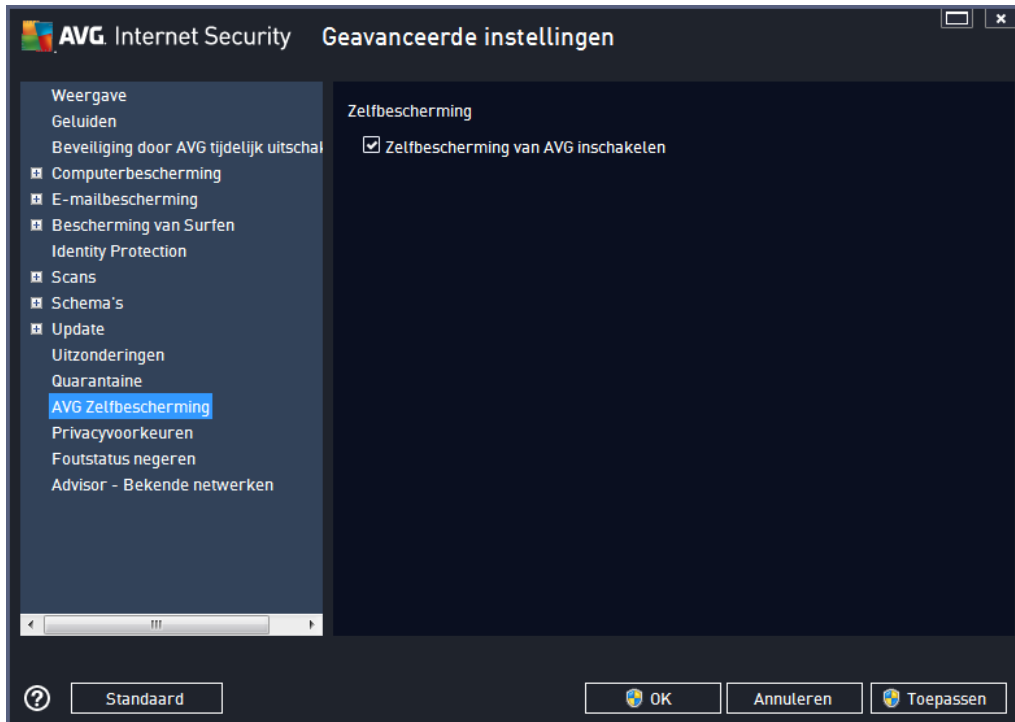 AVG. Internet Security Geavanceerde instellingen
Weergave
Geluiden
Beveiliging door AVG tijdelijk uitschak
Computerbescherming
E-mailbescherming
Bescherming van Surfen
Identity Protection
Scans
Schema's
Update
Uitzonderingen
Quarantaine
AVG Zelfbescherming
Privacyvoorkeuren
Foutstatus negeren
Advisor - Bekende netwerken
Zelfbescherming
Zelfbescherming van AVG inschakelen
? Standaard OK Annuleren Toepassen